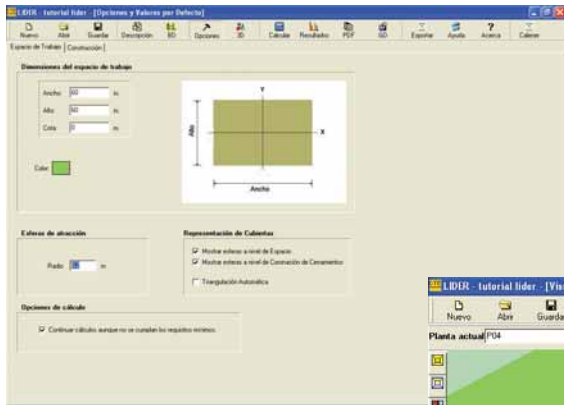 LIDER - tutorial lider - [Opciones y Valores por Defecto]
Nuevo Abrir Guardar Descripción BD Opciones 3D Calcular Resultados PDF Exportar Ayuda Acerca
Espacio de Trabajo Construcción
Dimensiones del espacio de trabajo
Ancho 60 m
Alto 60 m
Cota 0 m
Color
Y
Alto
X
Ancho
Esferas de atracción
Radio m
Representación de Cubiertas
Mostrar esferas a nivel de Espacio
Mostrar esferas a nivel de Construcción de Cerramientos
Triangulación Automática
Opciones de cálculo
Continuar cálculos aunque no se cumplan los requisitos mínimos
LIDER - tutorial lider - [Vis
Nuevo Abrir Guarda
Planta actual P04